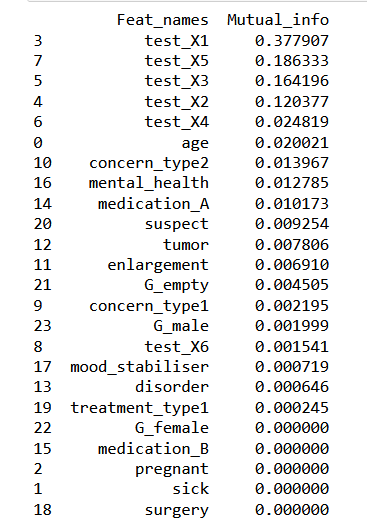 Feat_names Mutual_info
3 test_X1 0.377907
7 test_X5 0.186333
5 test_X3 0.164196
4 test_X2 0.120377
6 test_X4 0.024819
0 age 0.020021
10 concern_type2 0.013967
16 mental_health 0.012785
14 medication_A 0.010173
20 suspect 0.009254
12 tumor 0.007806
11 enlargement 0.006910
21 G_empty 0.004505
9 concern_type1 0.002195
23 G_male 0.001999
8 test_X6 0.001541
17 mood_stabiliser 0.000719
13 disorder 0.000646
19 treatment_type1 0.000245
22 G_female 0.000000
15 medication_B 0.000000
2 pregnant 0.000000
1 sick 0.000000
18 surgery 0.000000